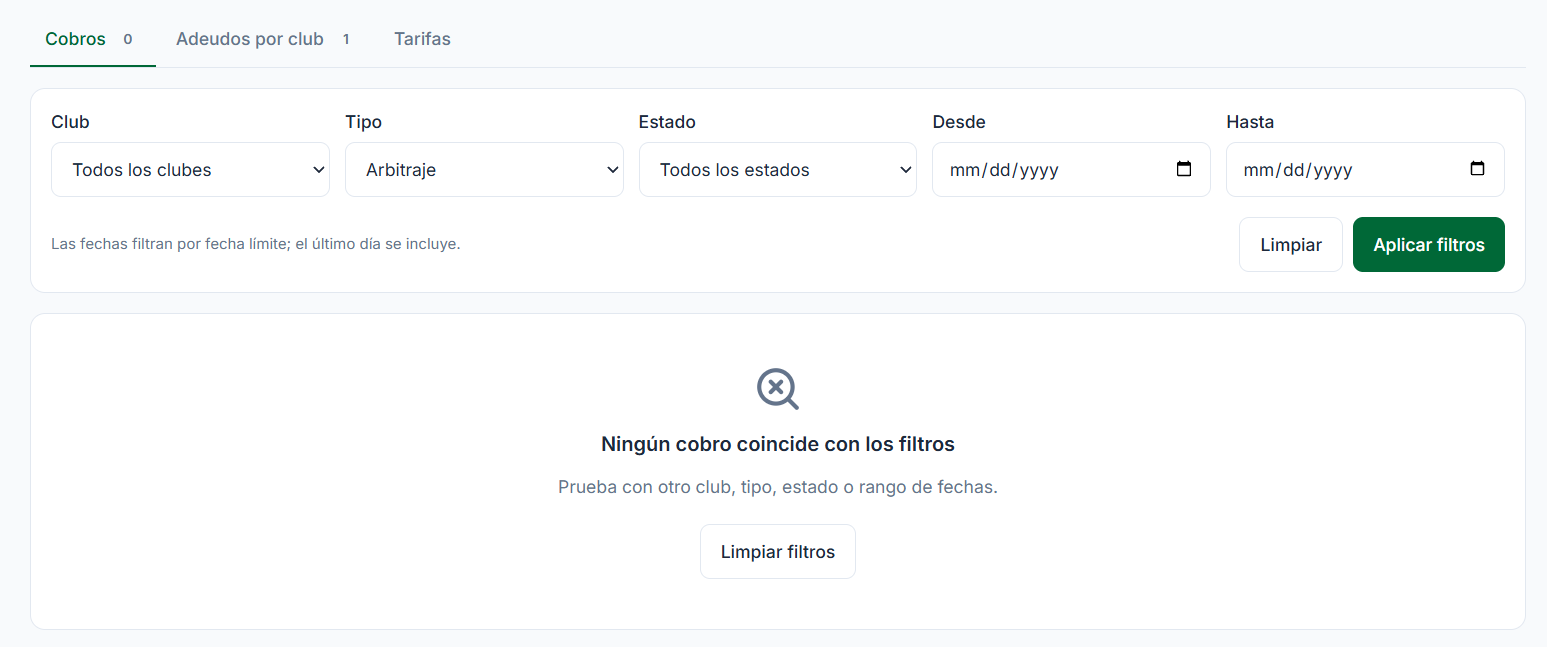 Cobros 0 Adeudos por club 1 Tarifas
Club Tipo Estado Desde Hasta
Todos los clubes Arbitraje Todos los estados mm/dd/yyyy mm/dd/yyyy
Las fechas filtran por fecha límite; el último día se incluye. Limpiar Aplicar filtros
Ningún cobro coincide con los filtros
Prueba con otro club, tipo, estado o rango de fechas.
Limpiar filtros